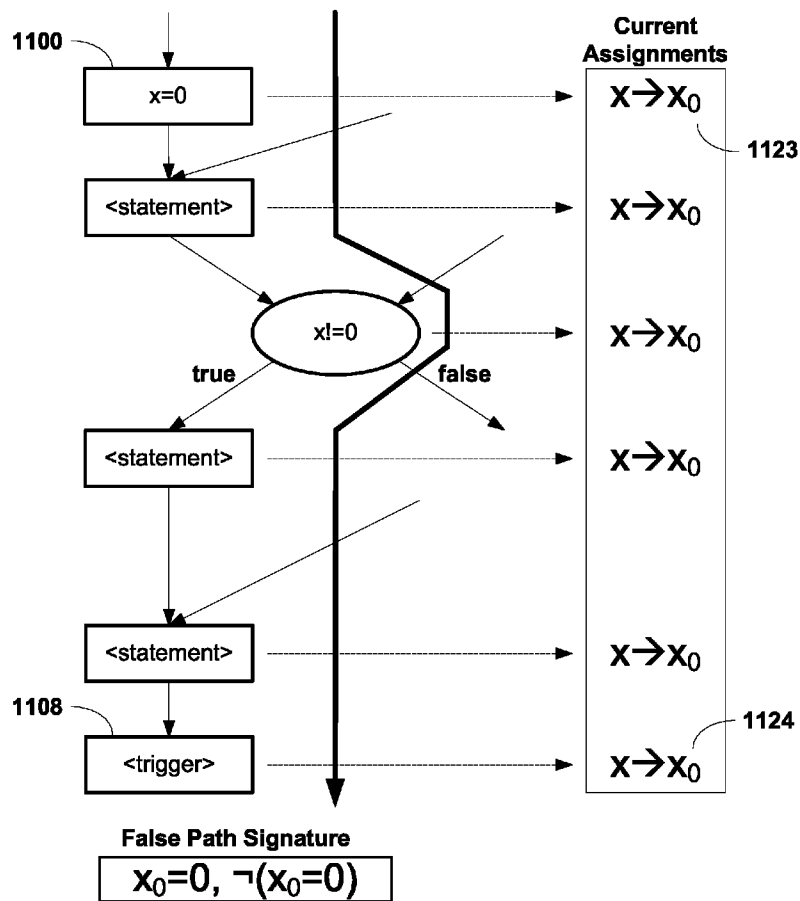 1100
Current
Assignments
x=0
x→x₀
1123
<statement>
x→x₀
x!=0
x→x₀
true
false
<statement>
x→x₀
<statement>
x→x₀
1108
1124
<trigger>
x→x₀
False Path Signature
x₀=0, ¬(x₀=0)